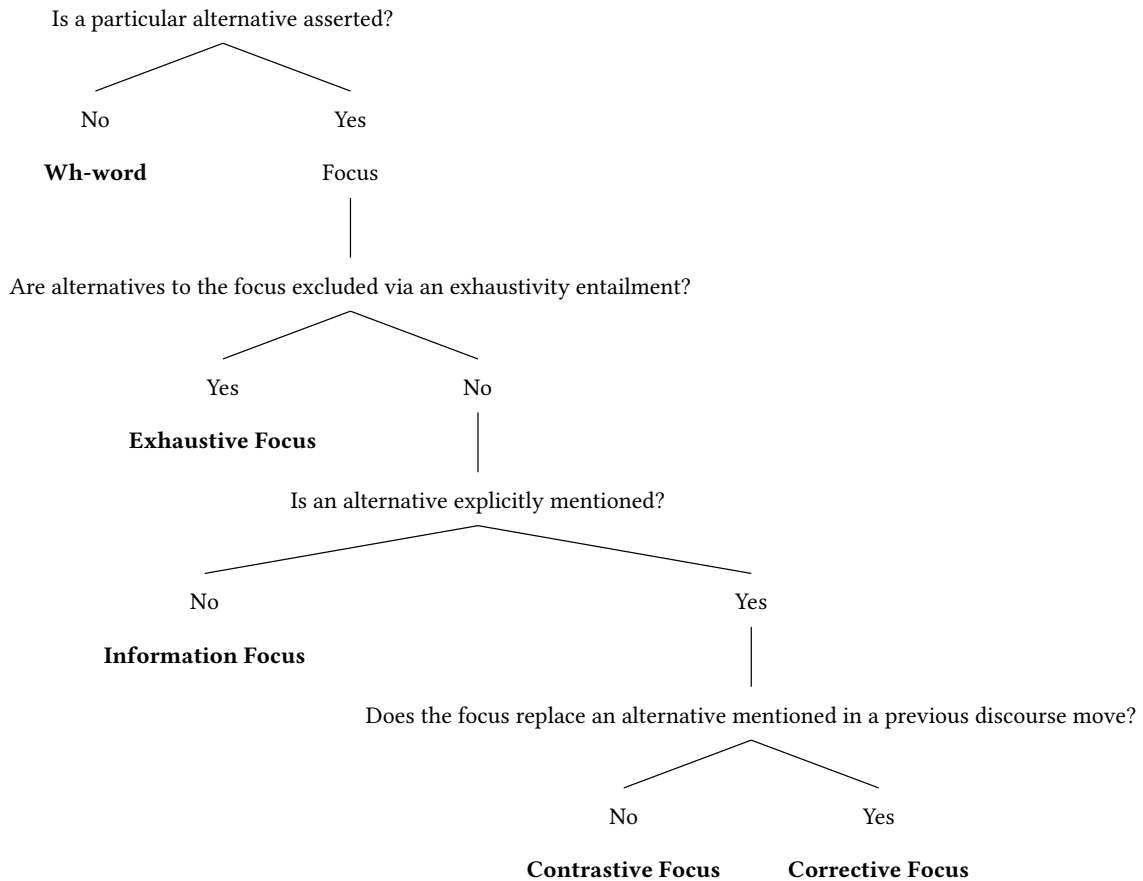 Is a particular alternative asserted?
No
Yes
Wh-word
Focus
Are alternatives to the focus excluded via an exhaustivity entailment?
Yes
No
Exhaustive Focus
Is an alternative explicitly mentioned?
No
Yes
Information Focus
Does the focus replace an alternative mentioned in a previous discourse move?
No
Yes
Contrastive Focus
Corrective Focus